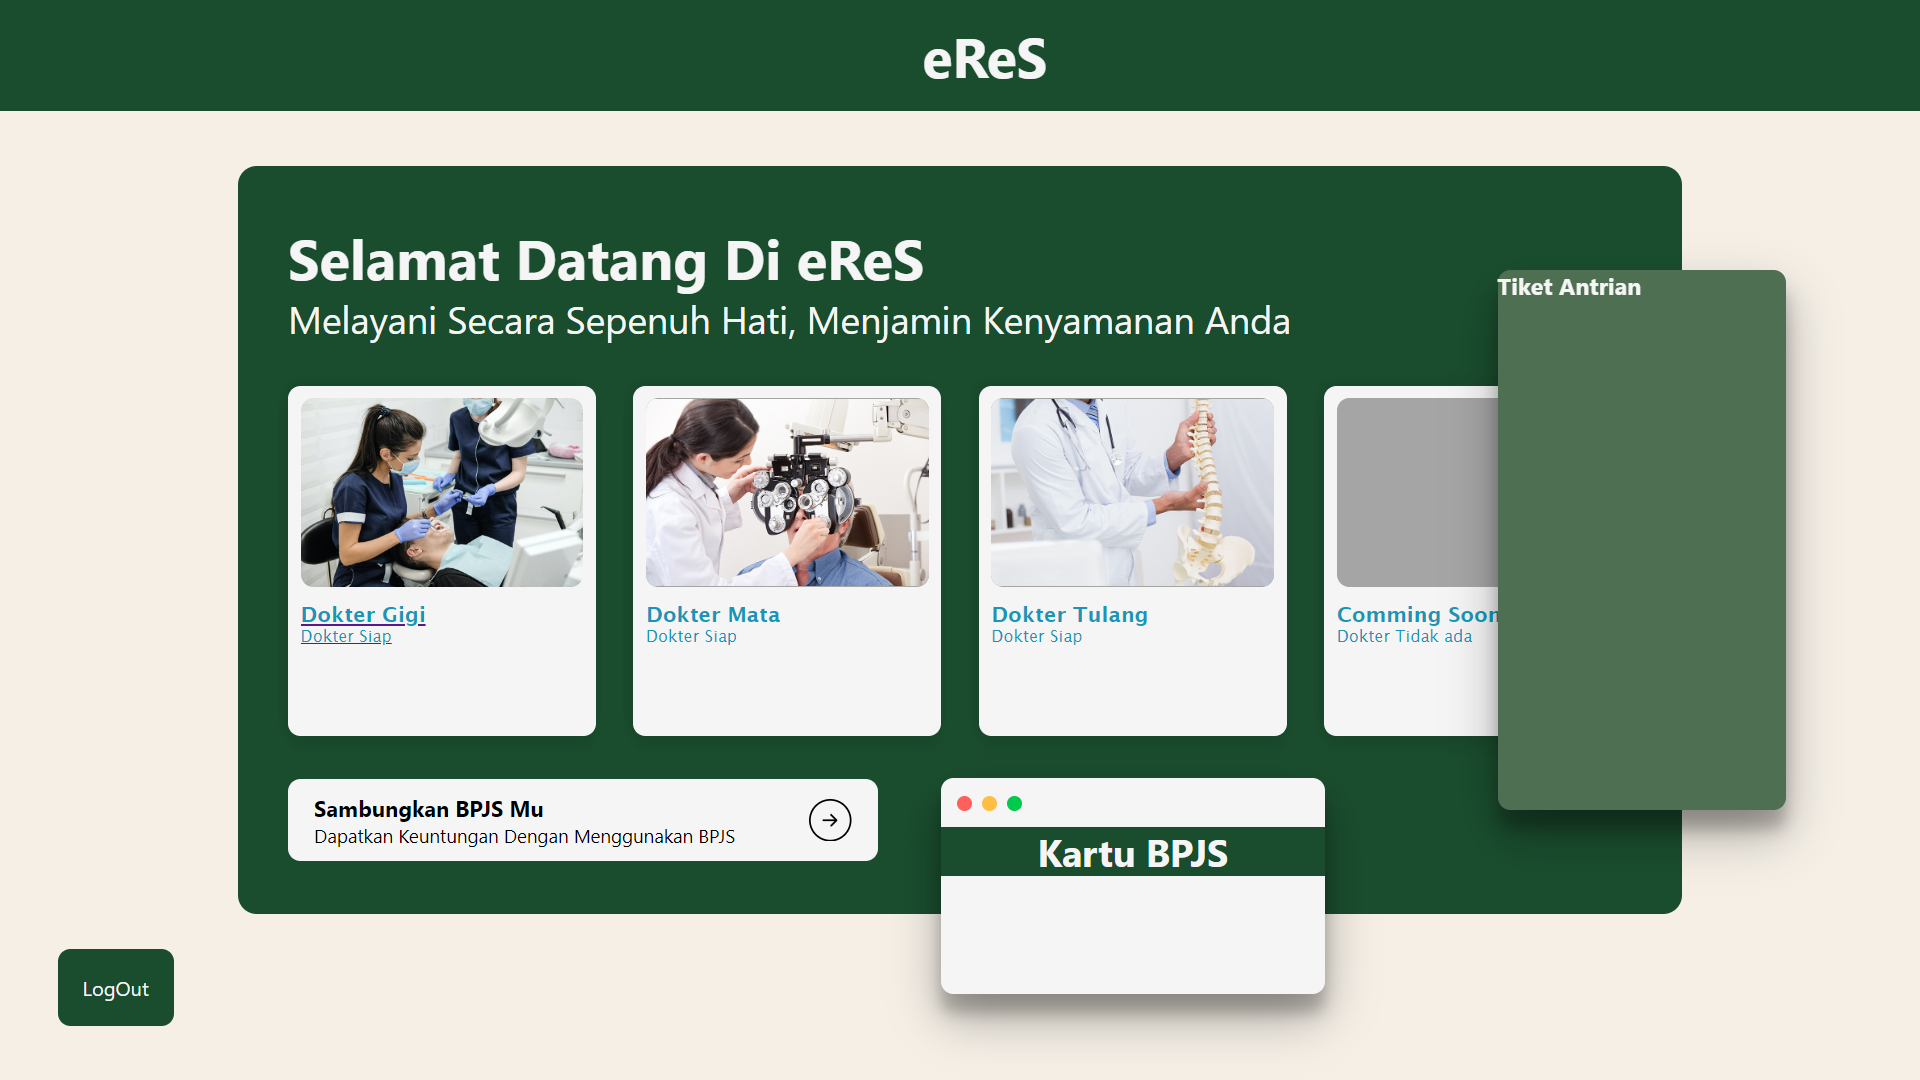 eReS
Selamat Datang Di eReS
Melayani Secara Sepenuh Hati, Menjamin Kenyamanan Anda
Tiket Antrian
Dokter Gigi
Dokter Siap
Dokter Mata
Dokter Siap
Dokter Tulang
Dokter Siap
Comming Soon
Dokter Tidak ada
Sambungkan BPJS Mu
Dapatkan Keuntungan Dengan Menggunakan BPJS
Kartu BPJS
LogOut